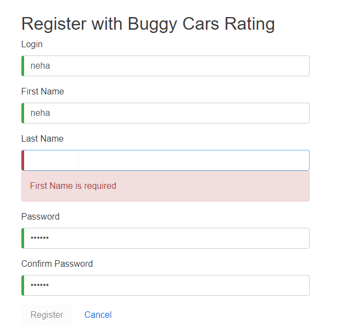 Register with Buggy Cars Rating
Login
neha
First Name
neha
Last Name
First Name is required
Password
••••••
Confirm Password
••••••
Register Cancel